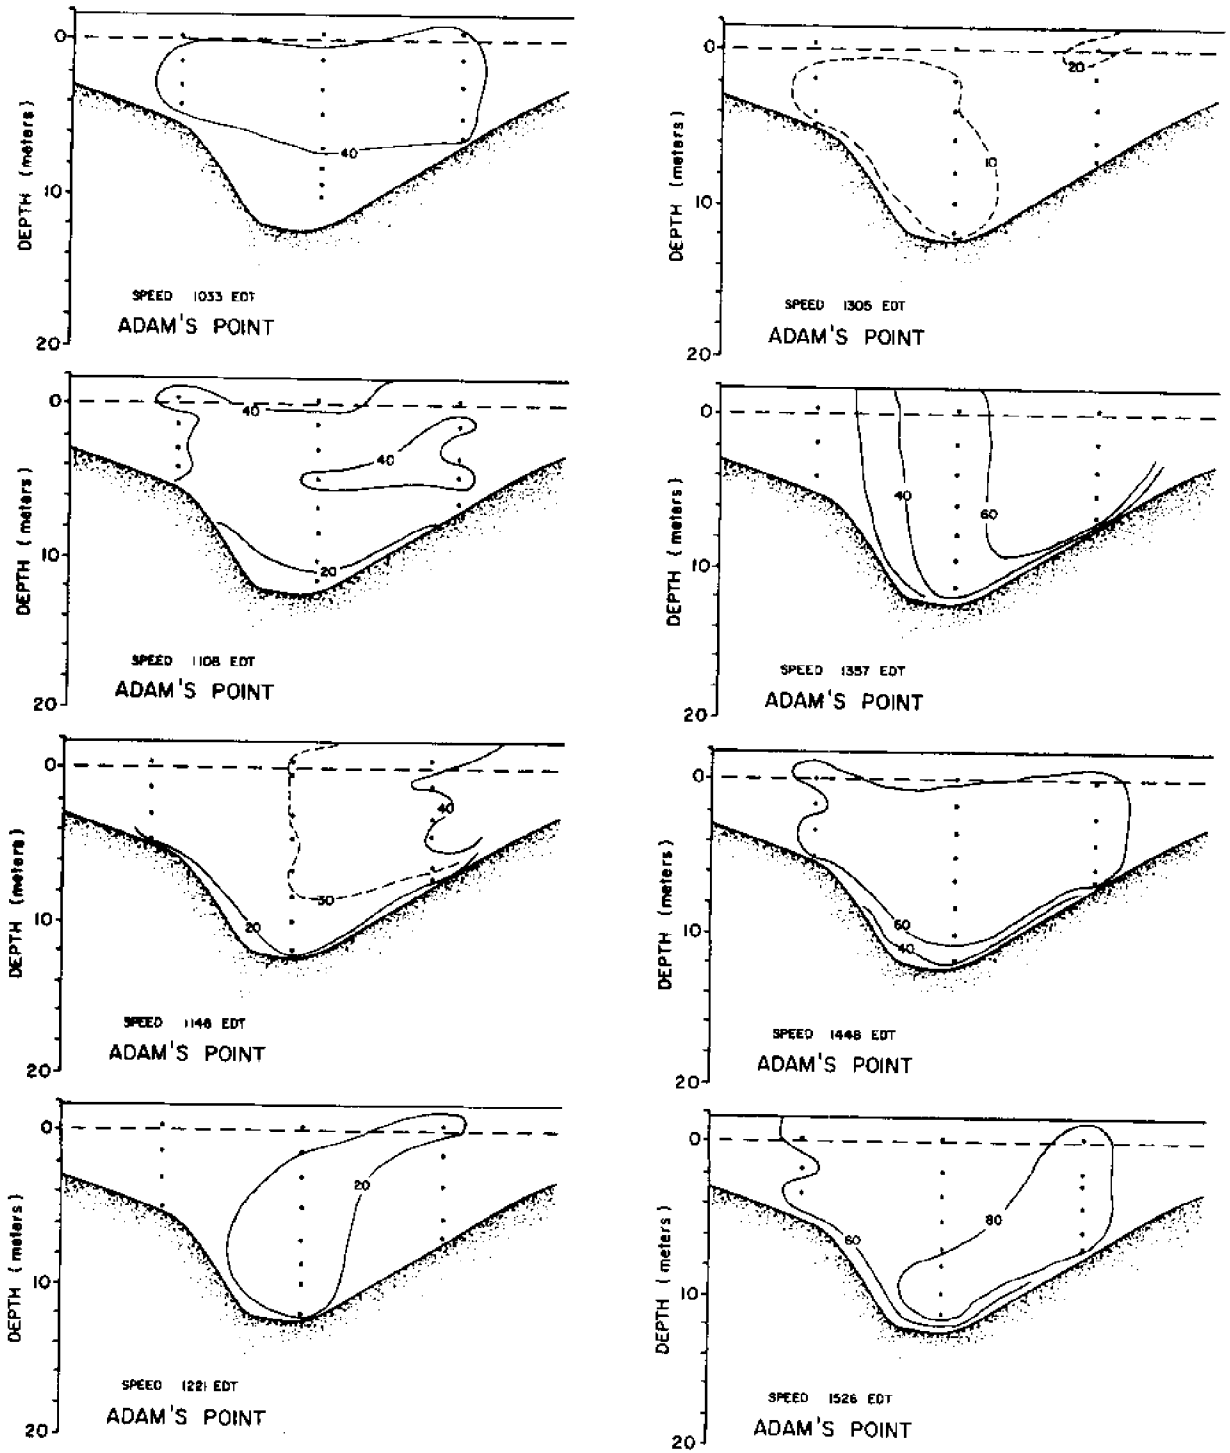 0
DEPTH (meters)
40
10
SPEED 1033 EDT
ADAM'S POINT
20
0
DEPTH (meters)
40
40
10
20
SPEED 1108 EDT
ADAM'S POINT
20
0
DEPTH (meters)
40
30
20
10
SPEED 1146 EDT
ADAM'S POINT
20
0
DEPTH (meters)
20
10
SPEED 1221 EDT
ADAM'S POINT
20
0
DEPTH (meters)
20
10
10
SPEED 1305 EDT
ADAM'S POINT
20
0
DEPTH (meters)
40
60
10
SPEED 1357 EDT
ADAM'S POINT
20
0
DEPTH (meters)
60
40
10
SPEED 1448 EDT
ADAM'S POINT
20
0
DEPTH (meters)
80
60
10
SPEED 1526 EDT
ADAM'S POINT
20